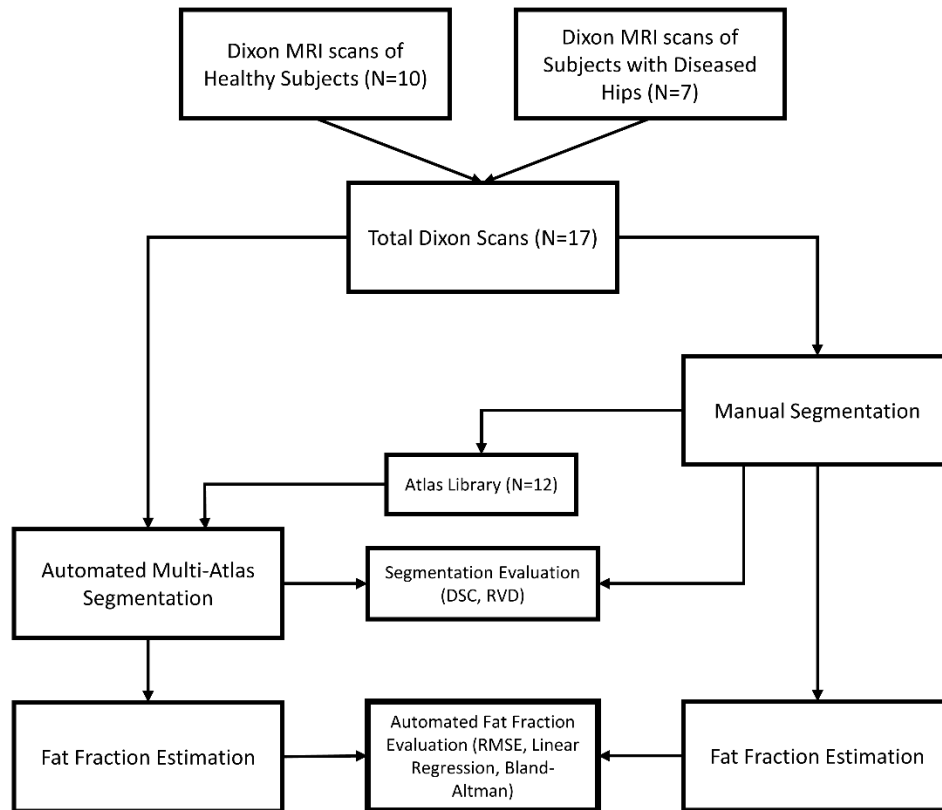 Dixon MRI scans of
Healthy Subjects (N=10)
Dixon MRI scans of
Subjects with Diseased
Hips (N=7)
Total Dixon Scans (N=17)
Manual Segmentation
Atlas Library (N=12)
Automated Multi-Atlas
Segmentation
Segmentation Evaluation
(DSC, RVD)
Fat Fraction Estimation
Automated Fat Fraction
Evaluation (RMSE, Linear
Regression, Bland-
Altman)
Fat Fraction Estimation